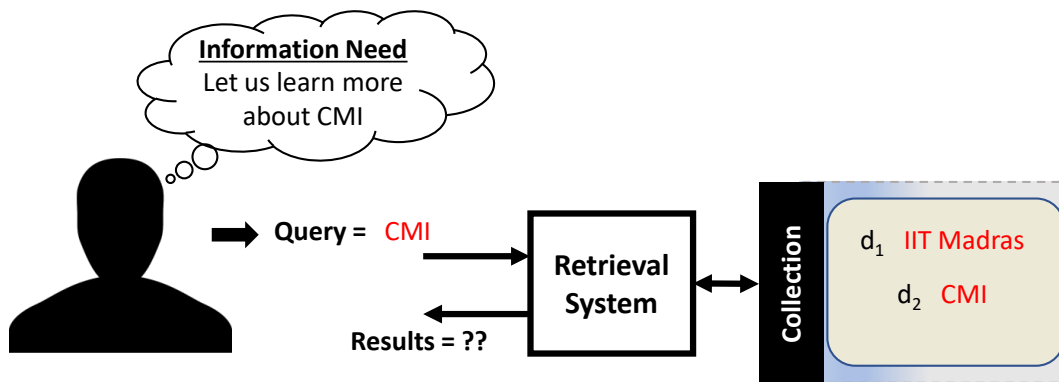 Information Need
Let us learn more
about CMI
Query = CMI
Results = ??
Retrieval
System
Collection
d₁ IIT Madras
d₂ CMI